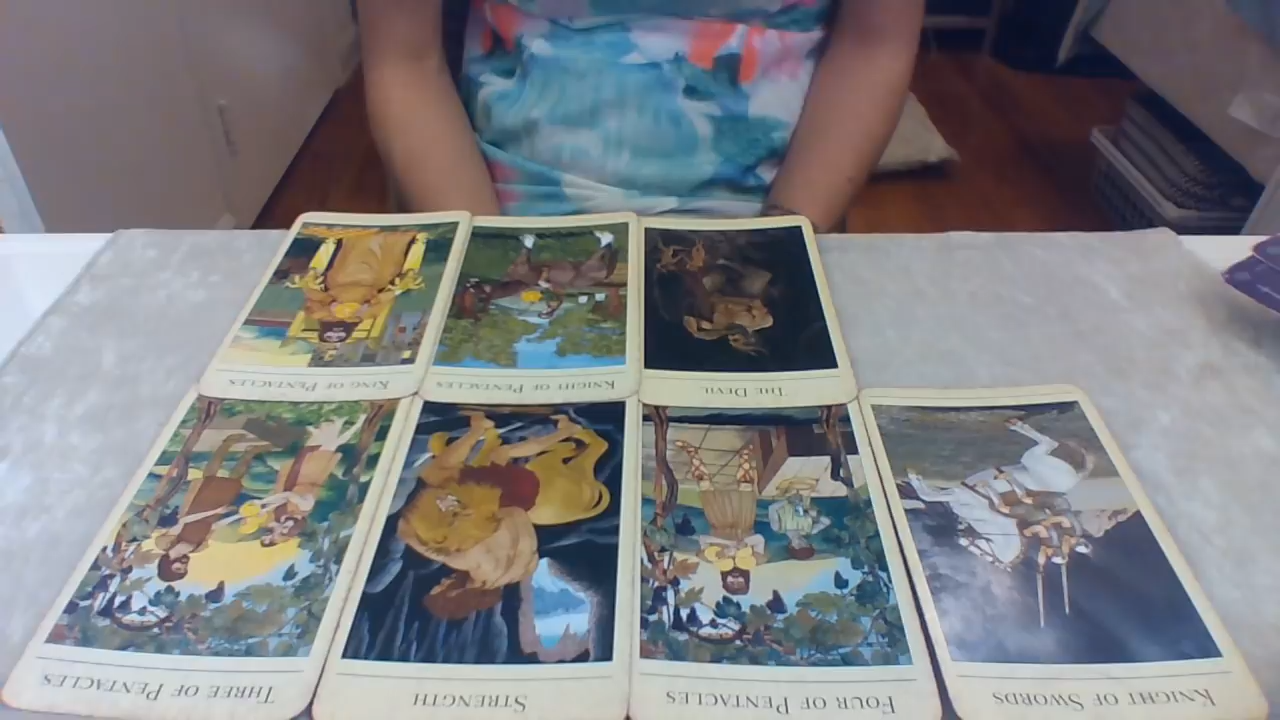 KING OF PENTACLES
KNIGHT OF PENTACLES
THE DEVIL
THREE OF PENTACLES
STRENGTH
FOUR OF PENTACLES
KNIGHT OF SWORDS